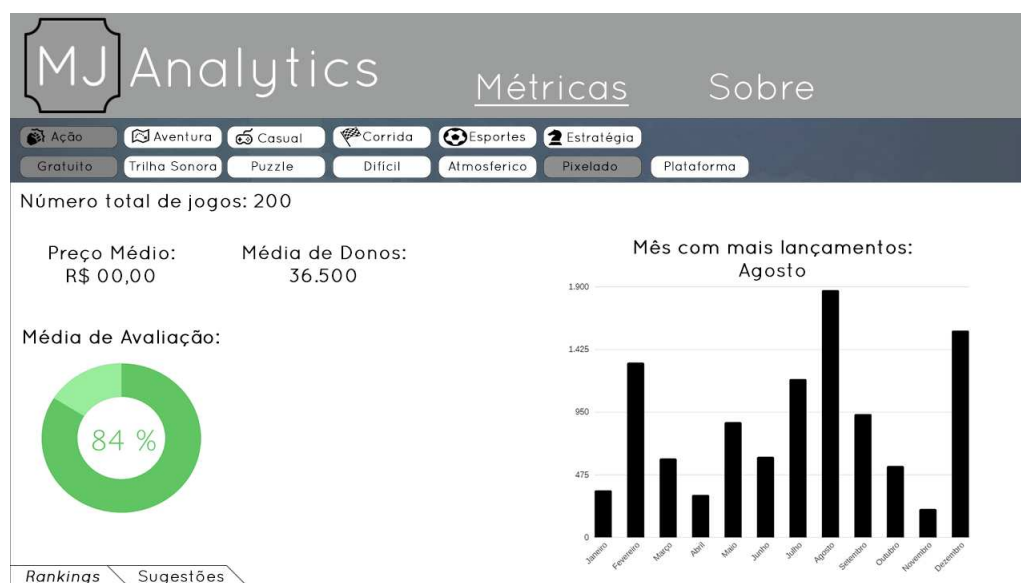 MJ Analytics Métricas Sobre
Ação Aventura Casual Corrida Esportes Estratégia
Gratuito Trilha Sonora Puzzle Difícil Atmosferico Pixelado Plataforma
Número total de jogos: 200
Preço Médio: Média de Donos:
R$ 00,00 36.500
Média de Avaliação:
84 %
Mês com mais lançamentos:
Agosto
1.900
1.425
950
475
0
Janeiro Fevereiro Março Abril Maio Junho Julho Agosto Setembro Outubro Novembro Dezembro
Rankings Sugestões